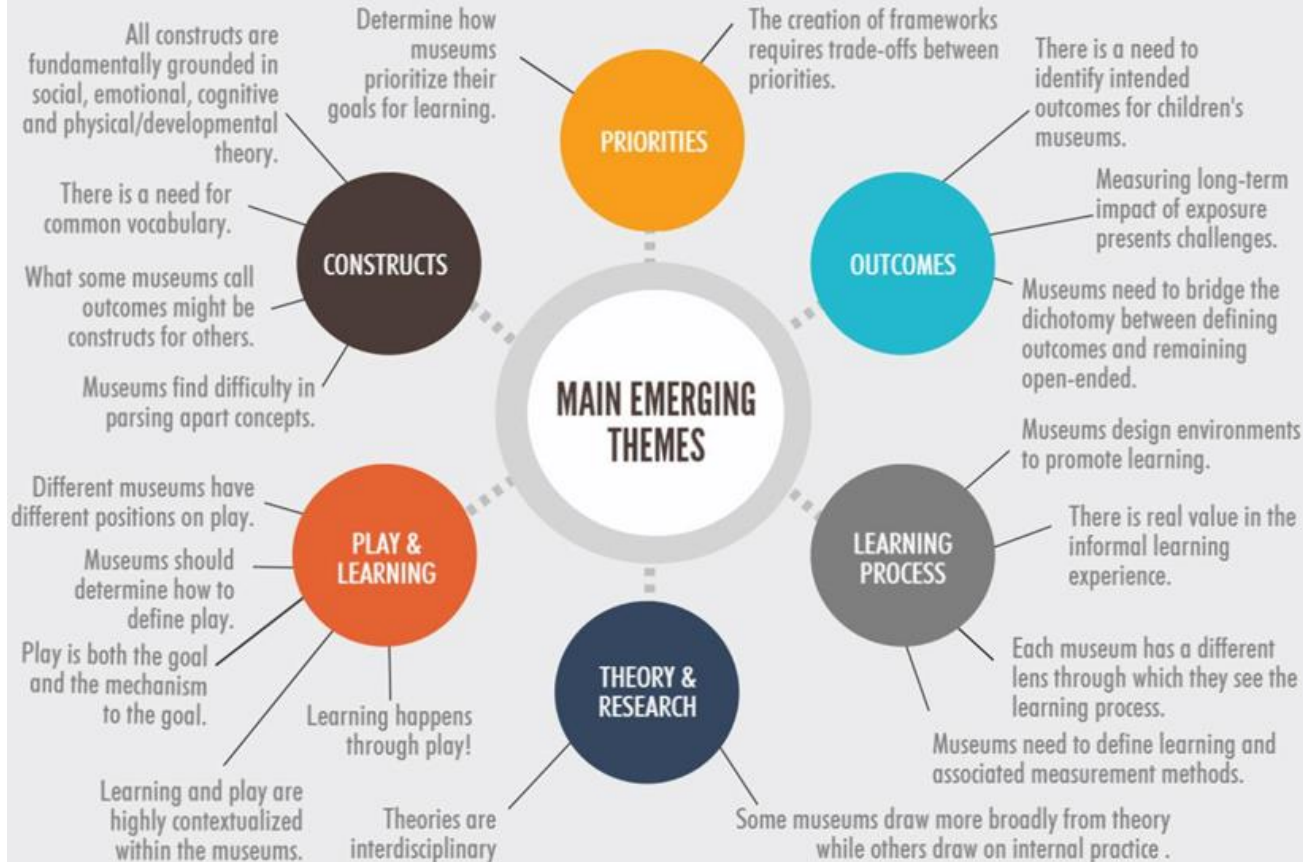 MAIN EMERGING
THEMES
PRIORITIES
Determine how
museums
prioritize their
goals for learning.
The creation of frameworks
requires trade-offs between
priorities.
OUTCOMES
There is a need to
identify intended
outcomes for children's
museums.
Measuring long-term
impact of exposure
presents challenges.
Museums need to bridge the
dichotomy between defining
outcomes and remaining
open-ended.
LEARNING
PROCESS
Museums design environments
to promote learning.
There is real value in the
informal learning
experience.
Each museum has a different
lens through which they see the
learning process.
Museums need to define learning and
associated measurement methods.
THEORY &
RESEARCH
Some museums draw more broadly from theory
while others draw on internal practice .
Theories are
interdisciplinary
PLAY &
LEARNING
Different museums have
different positions on play.
Museums should
determine how to
define play.
Play is both the goal
and the mechanism
to the goal.
Learning and play are
highly contextualized
within the museums.
Learning happens
through play!
CONSTRUCTS
All constructs are
fundamentally grounded in
social, emotional, cognitive
and physical/developmental
theory.
There is a need for
common vocabulary.
What some museums call
outcomes might be
constructs for others.
Museums find difficulty in
parsing apart concepts.